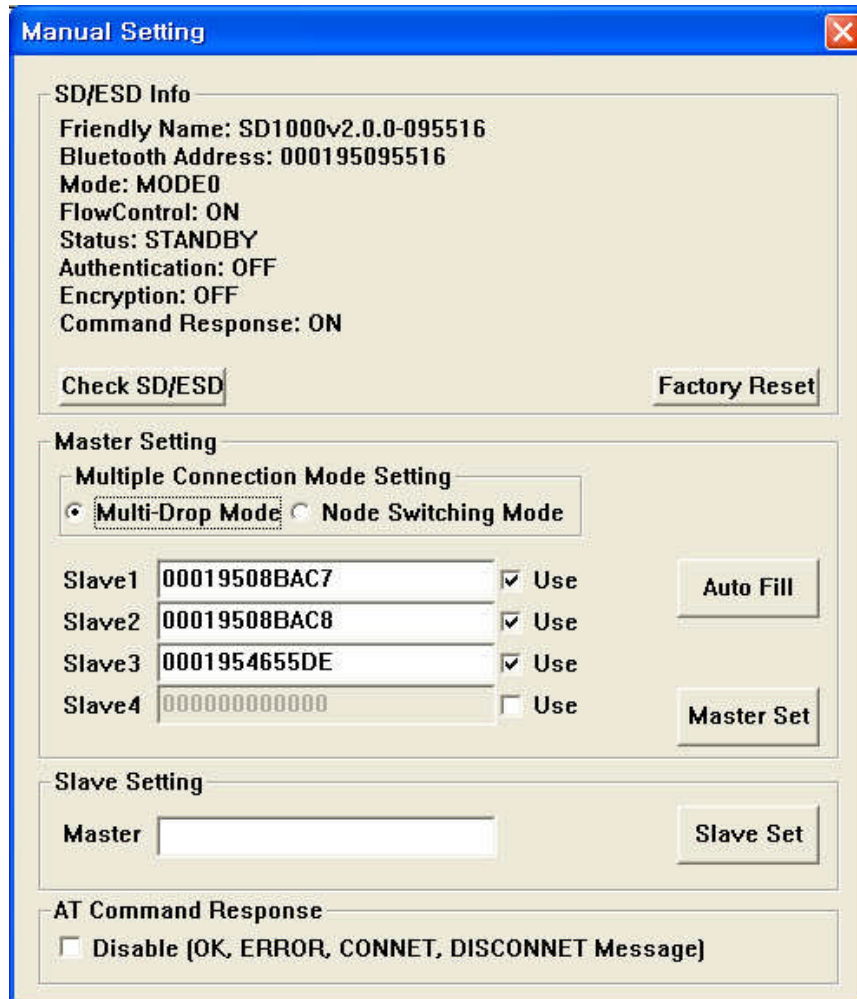 Manual Setting
SD/ESD Info
Friendly Name: SD1000v2.0.0-095516
Bluetooth Address: 000195095516
Mode: MODE0
FlowControl: ON
Status: STANDBY
Authentication: OFF
Encryption: OFF
Command Response: ON
Check SD/ESD Factory Reset
Master Setting
Multiple Connection Mode Setting
Multi-Drop Mode Node Switching Mode
Slave1 00019508BAC7 Use Auto Fill
Slave2 00019508BAC8 Use
Slave3 0001954655DE Use
Slave4 000000000000 Use Master Set
Slave Setting
Master Slave Set
AT Command Response
Disable (OK, ERROR, CONNET, DISCONNET Message)